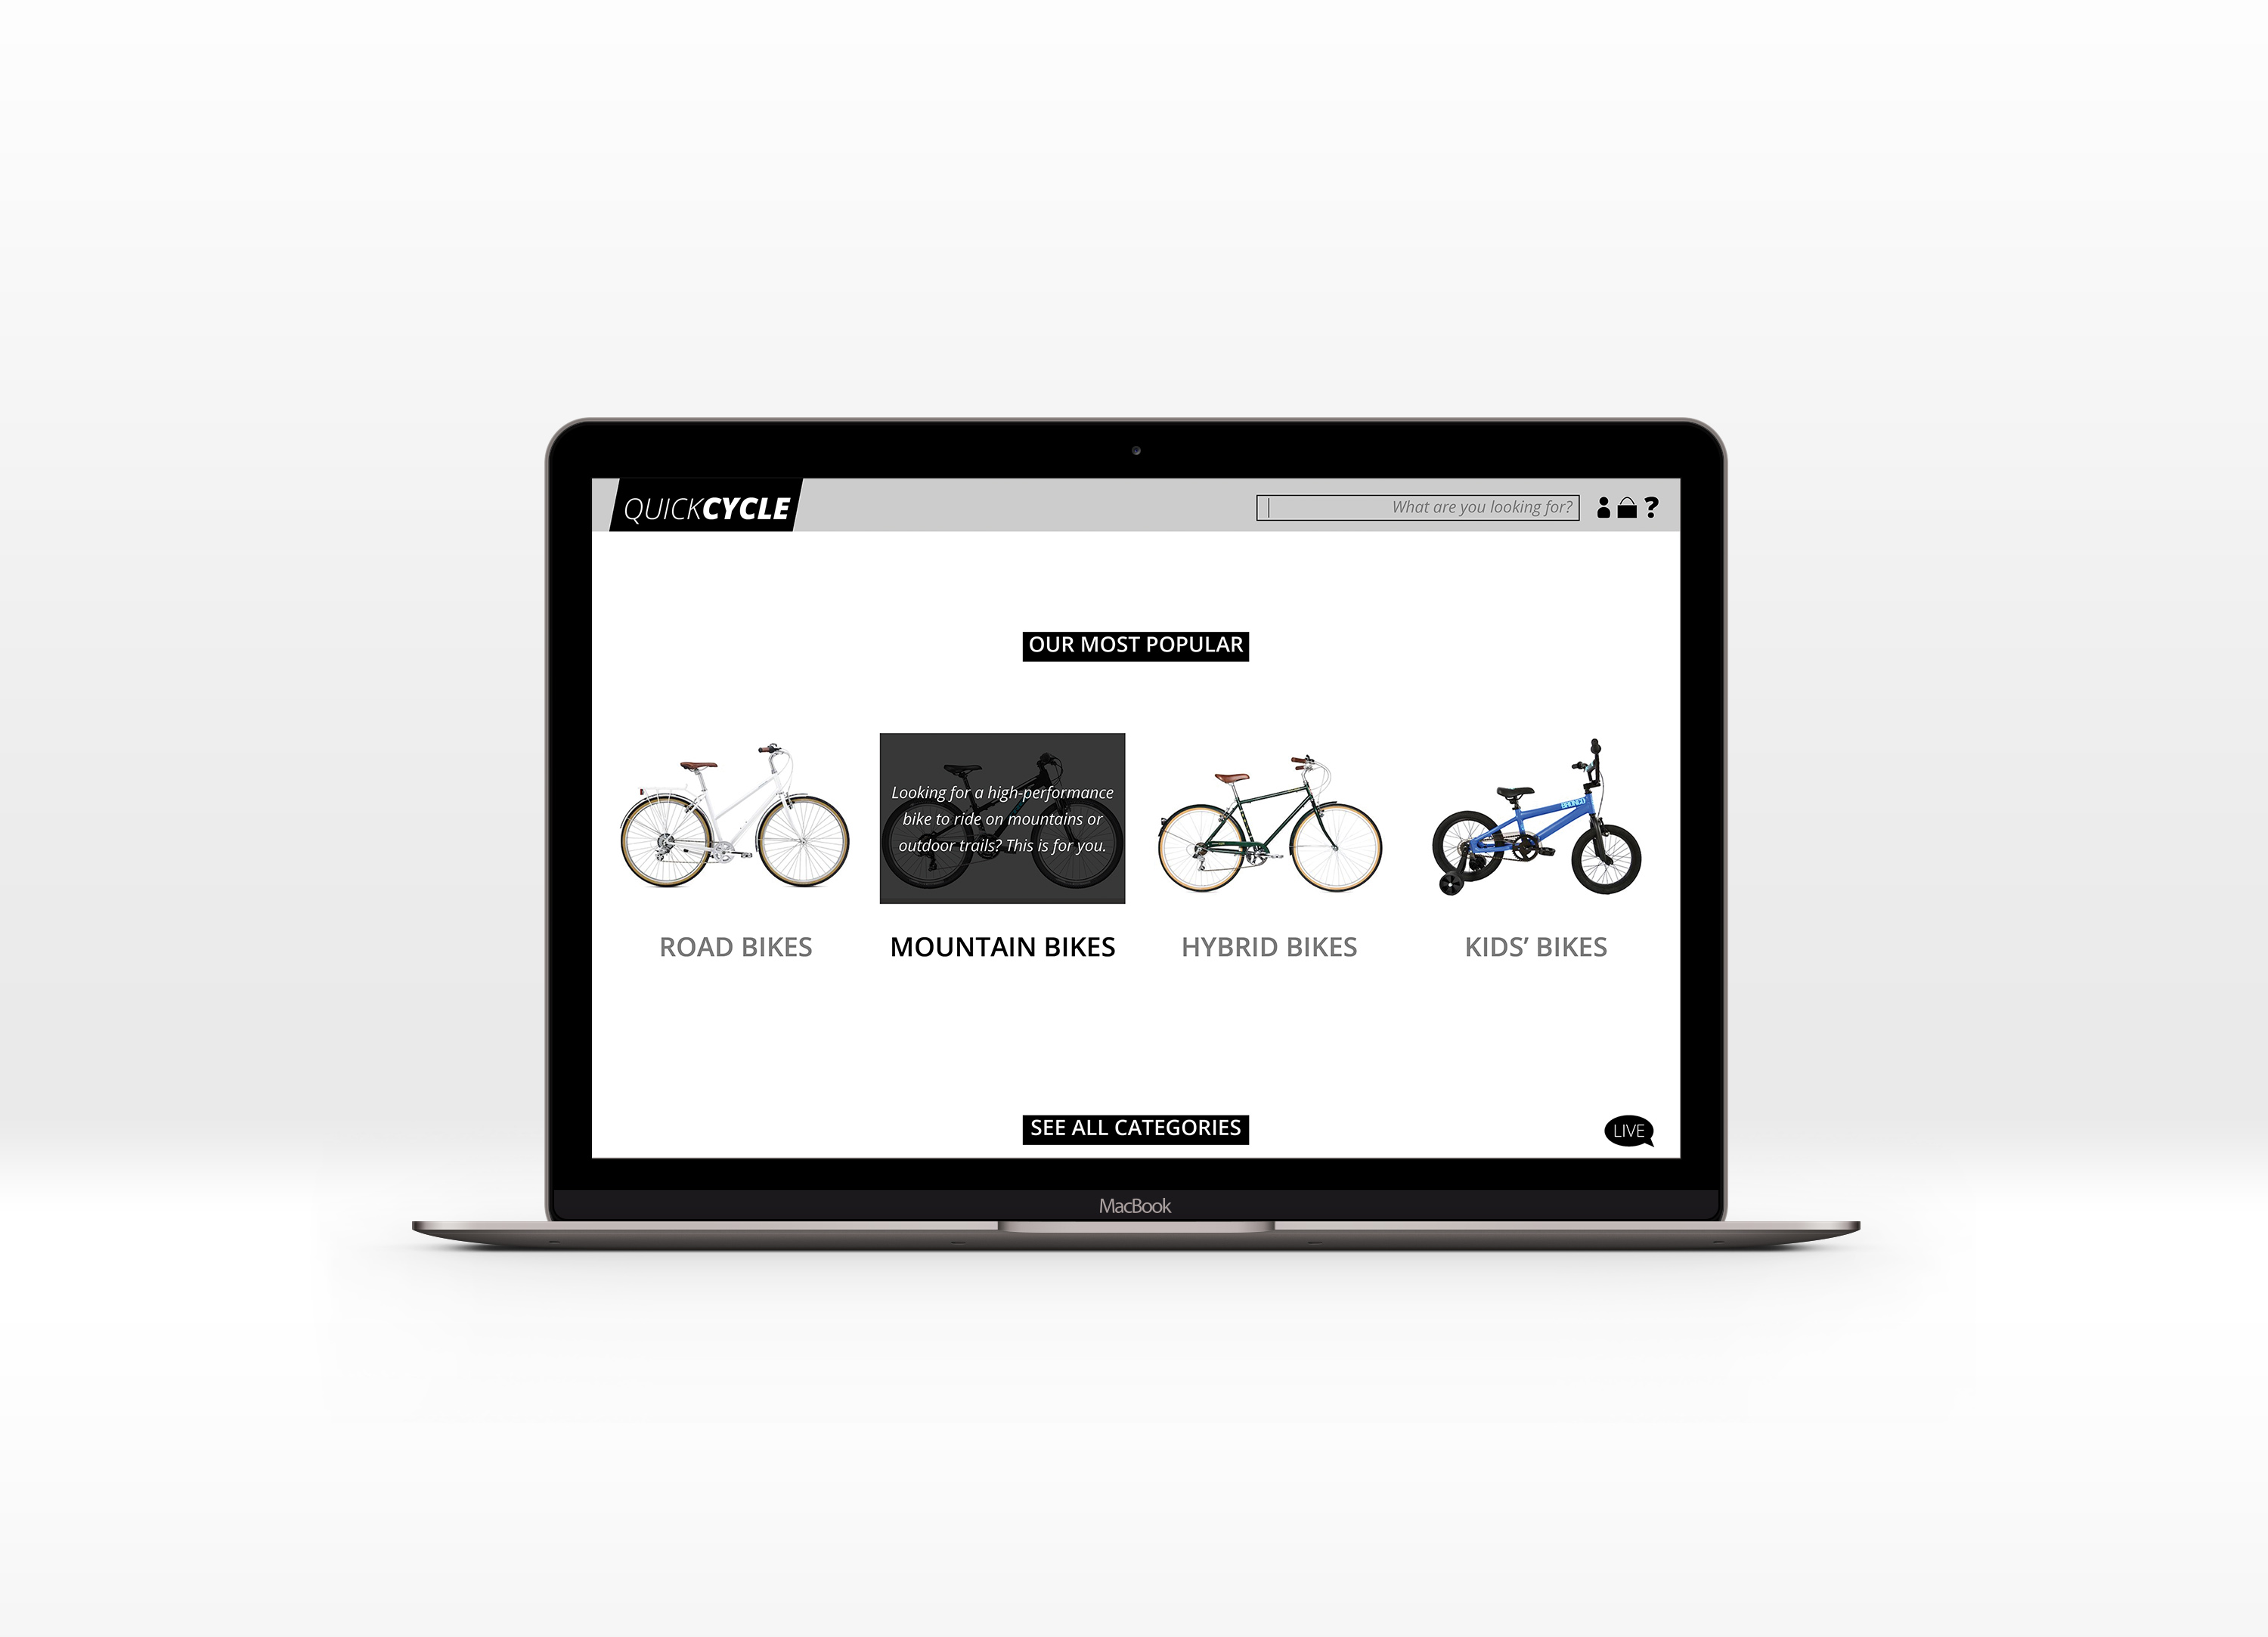 QUICKCYCLE
What are you looking for?
?
OUR MOST POPULAR
Looking for a high-performance
bike to ride on mountains or
outdoor trails? This is for you.
ROAD BIKES
MOUNTAIN BIKES
HYBRID BIKES
KIDS’ BIKES
SEE ALL CATEGORIES
LIVE
MacBook